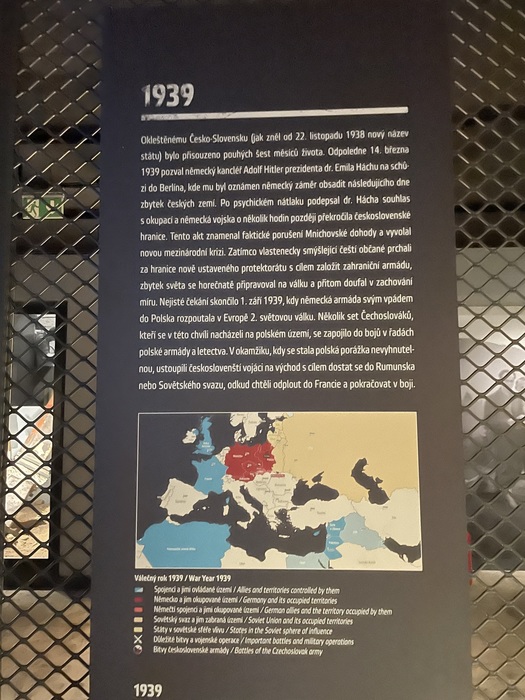 1939
Okleštěnému Česko-Slovensku (jak zněl od 22. listopadu 1938 nový název
státu) bylo přisouzeno pouhých šest měsíců života. Odpoledne 14. března
1939 pozval německý kancléř Adolf Hitler prezidenta dr. Emila Háchu na schů-
zi do Berlína, kde mu byl oznámen německý záměr obsadit následujícího dne
zbytek českých zemí. Po psychickém nátlaku podepsal dr. Hácha souhlas
s okupací a německá vojska o několik hodin později překročila československé
hranice. Tento akt znamenal faktické porušení Mnichovské dohody a vyvolal
novou mezinárodní krizi. Zatímco vlastenecky smýšlející čeští občané prchali
za hranice nově ustaveného protektorátu s cílem založit zahraniční armádu,
zbytek světa se horečnatě připravoval na válku a přitom doufal v zachování
míru. Nejisté čekání skončilo 1. září 1939, kdy německá armáda svým vpádem
do Polska rozpoutala v Evropě 2. světovou válku. Několik set Čechoslováků,
kteří se v této chvíli nacházeli na polském území, se zapojilo do bojů v řadách
polské armády a letectva. V okamžiku, kdy se stala polská porážka nevyhnutel-
nou, ustoupili českoslovenští vojáci na východ s cílem dostat se do Rumunska
nebo Sovětského svazu, odkud chtěli odplout do Francie a pokračovat v boji.
Válečný rok 1939 / War Year 1939
Spojenci a jimi ovládané území / Allies and territories controlled by them
Německo a jím okupované území / Germany and its occupied territories
Němečtí spojenci a jimi okupované území / German allies and the territory occupied by them
Sovětský svaz a jím zabraná území / Soviet Union and its occupied territories
Státy v sovětské sféře vlivu / States in the Soviet sphere of influence
Důležité bitvy a vojenské operace / Important battles and military operations
Bitvy československé armády / Battles of the Czechoslovak army
1939